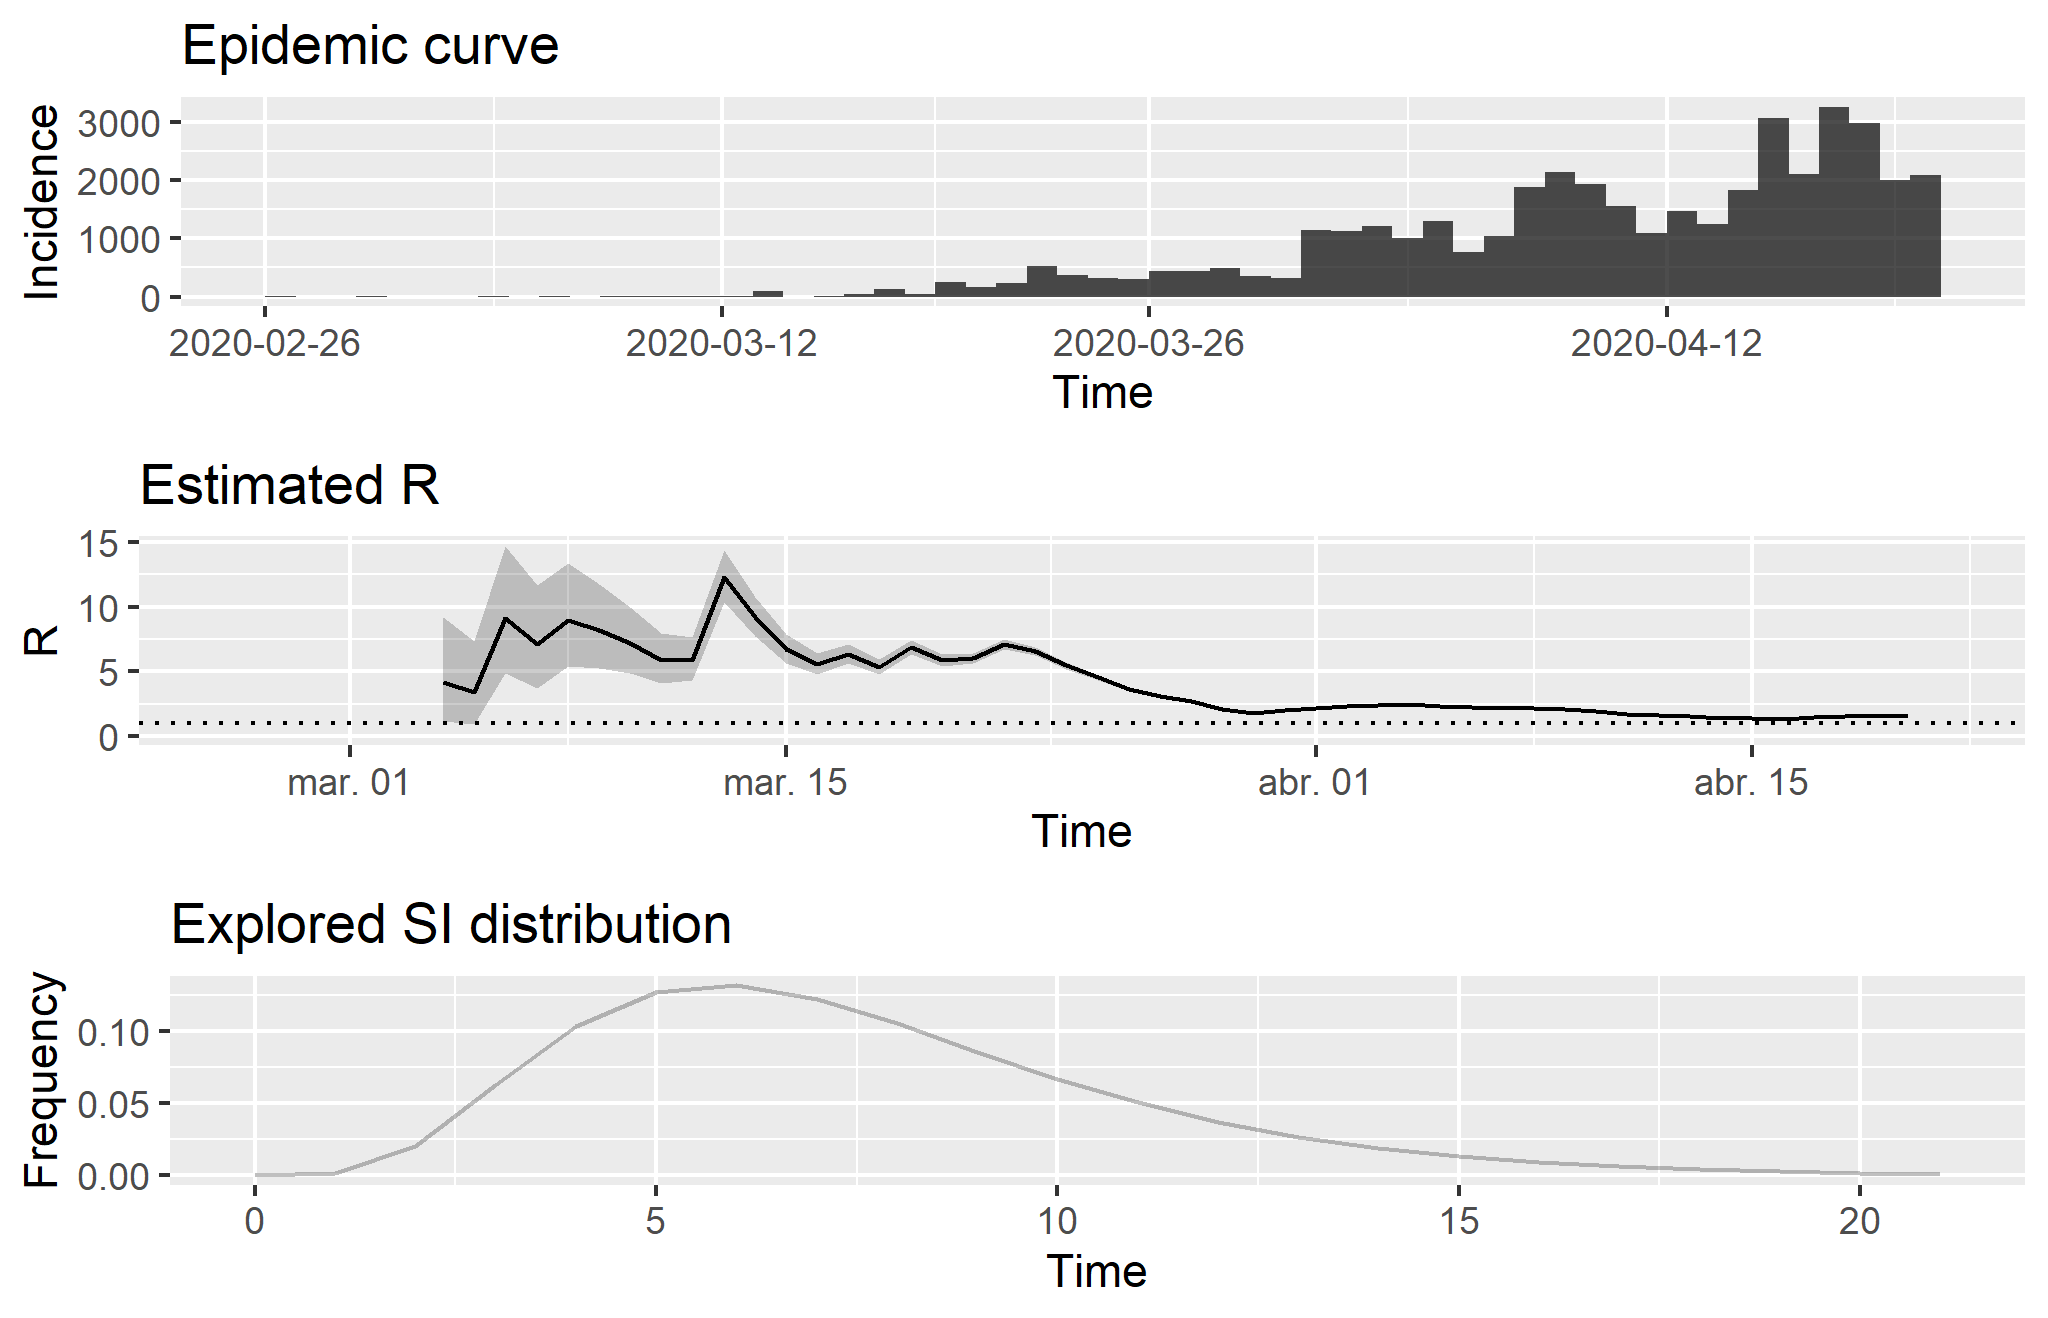 Epidemic curve
Incidence
3000
2000
1000
0
2020-02-26 2020-03-12 2020-03-26 2020-04-12
Time
Estimated R
R
15
10
5
0
mar. 01 mar. 15 abr. 01 abr. 15
Time
Explored SI distribution
Frequency
0.10
0.05
0.00
0 5 10 15 20
Time